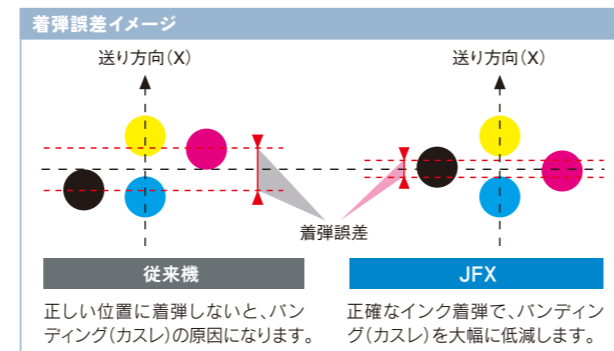 着弾誤差イメージ
送り方向（X）
送り方向（X）
着弾誤差
従来機
JFX
正しい位置に着弾しないと、バン
ディング（カスレ）の原因になります。
正確なインク着弾で、バンディン
グ（カスレ）を大幅に低減します。